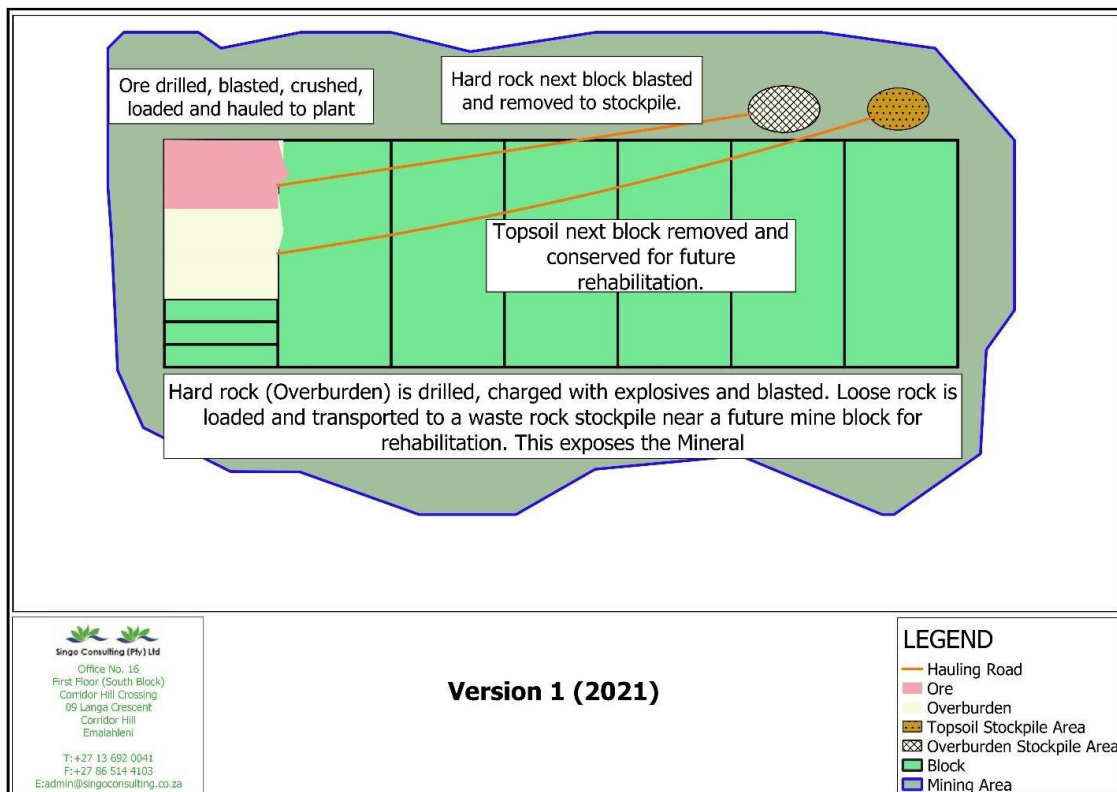 Ore drilled, blasted, crushed,
loaded and hauled to plant
Hard rock next block blasted
and removed to stockpile.
Topsoil next block removed and
conserved for future
rehabilitation.
Hard rock (Overburden) is drilled, charged with explosives and blasted. Loose rock is
loaded and transported to a waste rock stockpile near a future mine block for
rehabilitation. This exposes the Mineral
Singo Consulting (Pty) Ltd
Office No. 16
First Floor (South Block)
Corridor Hill Crossing
09 Langa Crescent
Corridor Hill
Emalahleni
T:+27 13 692 0041
F:+27 86 514 4103
E:admin@singoconsulting.co.za
Version 1 (2021)
LEGEND
Hauling Road
Ore
Overburden
Topsoil Stockpile Area
Overburden Stockpile Area
Block
Mining Area